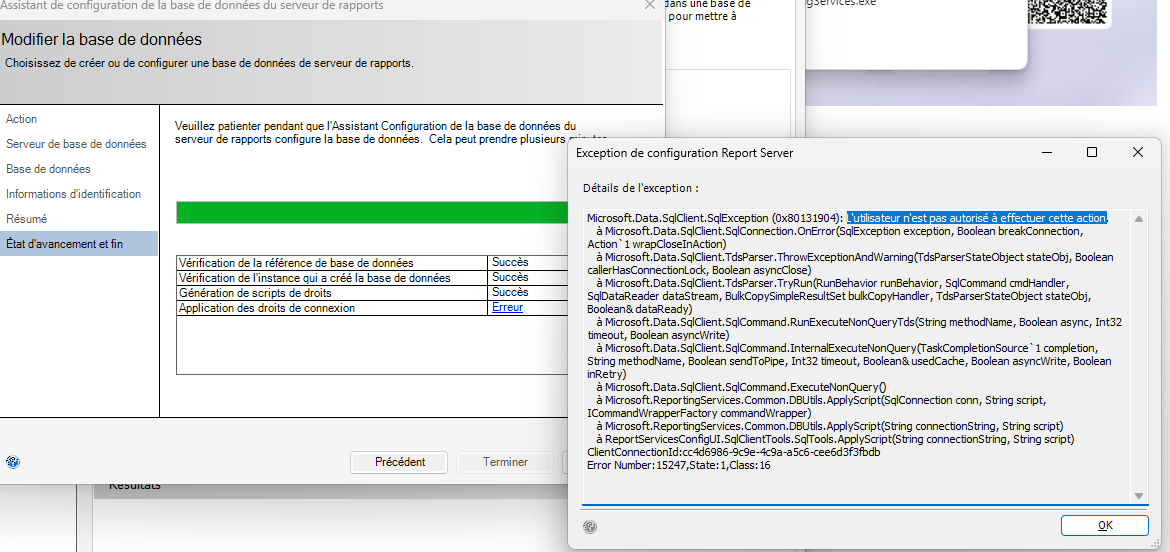 Assistant de configuration de la base de données du serveur de rapports
Modifier la base de données
Choisissez de créer ou de configurer une base de données de serveur de rapports.
dans une base de
pour mettre à
gServices.exe
Action
Serveur de base de données
Base de données
Informations d'identification
Résumé
État d'avancement et fin
Veuillez patienter pendant que l'Assistant Configuration de la base de données du
serveur de rapports configure la base de données. Cela peut prendre plusieurs minutes.
Vérification de la référence de base de données Succès
Vérification de l'instance qui a créé la base de données Succès
Génération de scripts de droits Succès
Application des droits de connexion Erreur
Précédent
Terminer
Résultats
Exception de configuration Report Server
Détails de l'exception :
Microsoft.Data.SqlClient.SqlException (0x80131904): L'utilisateur n'est pas autorisé à effectuer cette action.
à Microsoft.Data.SqlClient.SqlConnection.OnError(SqlException exception, Boolean breakConnection,
Action`1 wrapCloseInAction)
à Microsoft.Data.SqlClient.TdsParser.ThrowExceptionAndWarning(TdsParserStateObject stateObj, Boolean
callerHasConnectionLock, Boolean asyncClose)
à Microsoft.Data.SqlClient.TdsParser.TryRun(RunBehavior runBehavior, SqlCommand cmdHandler,
SqlDataReader dataStream, BulkCopySimpleResultSet bulkCopyHandler, TdsParserStateObject stateObj,
Boolean& dataReady)
à Microsoft.Data.SqlClient.SqlCommand.RunExecuteNonQueryTds(String methodName, Boolean async, Int32
timeout, Boolean asyncWrite)
à Microsoft.Data.SqlClient.SqlCommand.InternalExecuteNonQuery(TaskCompletionSource`1 completion,
String methodName, Boolean sendToPipe, Int32 timeout, Boolean& usedCache, Boolean asyncWrite, Boolean
inRetry)
à Microsoft.Data.SqlClient.SqlCommand.ExecuteNonQuery()
à Microsoft.ReportingServices.Common.DBUtils.ApplyScript(SqlConnection conn, String script,
ICommandWrapperFactory commandWrapper)
à Microsoft.ReportingServices.Common.DBUtils.ApplyScript(String connectionString, String script)
à ReportServicesConfigUI.SqlClientTools.SqlTools.ApplyScript(String connectionString, String script)
ClientConnectionId:cc4d6986-9c9e-4c9a-a5c6-cee6d3f3fbdb
Error Number:15247,State:1,Class:16
OK